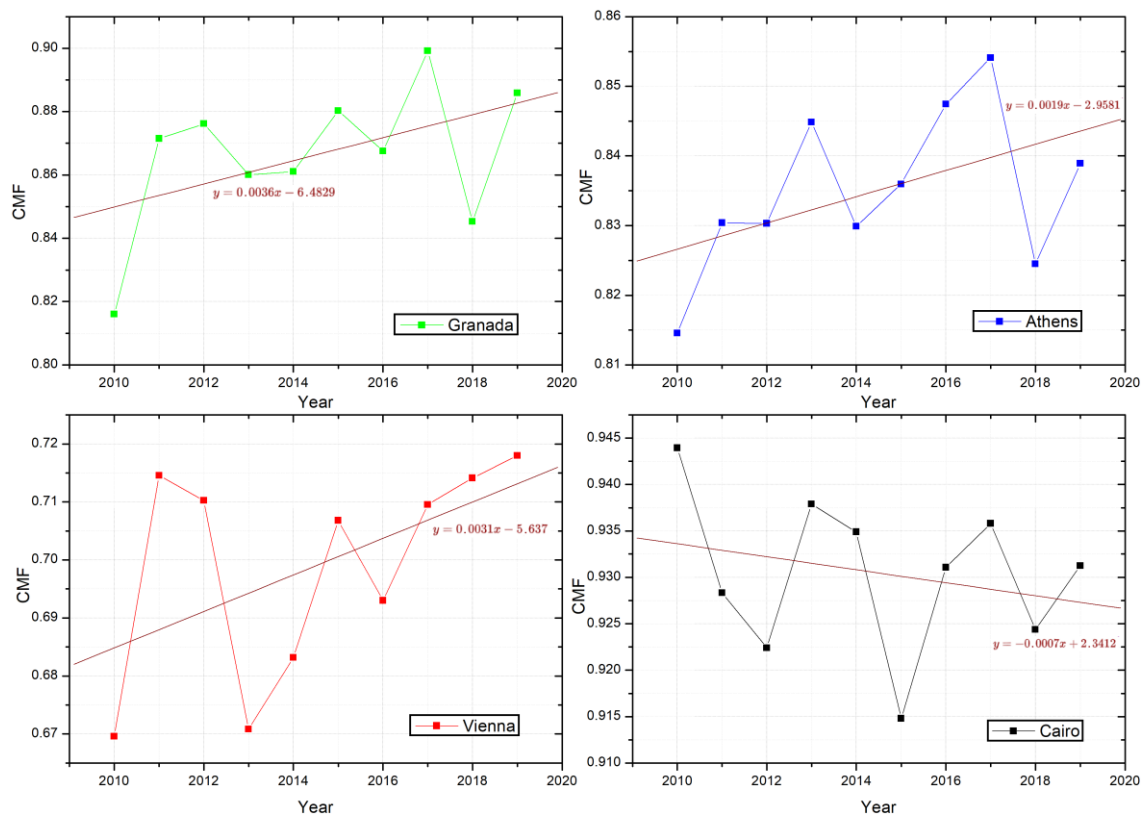 0.90
0.88
0.86
0.84
0.82
0.80
CMF
y = 0.0036x − 6.4829
Granada
2010 2012 2014 2016 2018 2020
Year
0.86
0.85
0.84
0.83
0.82
0.81
CMF
y = 0.0019x − 2.9581
Athens
2010 2012 2014 2016 2018 2020
Year
0.72
0.71
0.70
0.69
0.68
0.67
CMF
y = 0.0031x − 5.637
Vienna
2010 2012 2014 2016 2018 2020
Year
0.945
0.940
0.935
0.930
0.925
0.920
0.915
0.910
CMF
y = −0.0007x + 2.3412
Cairo
2010 2012 2014 2016 2018 2020
Year